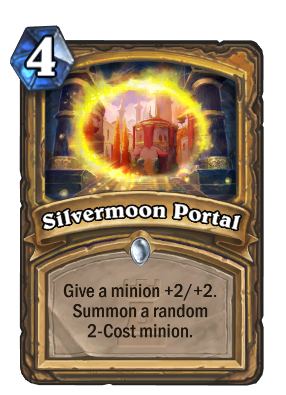 4
Silvermoon Portal
Give a minion +2/+2.
Summon a random
2-Cost minion.